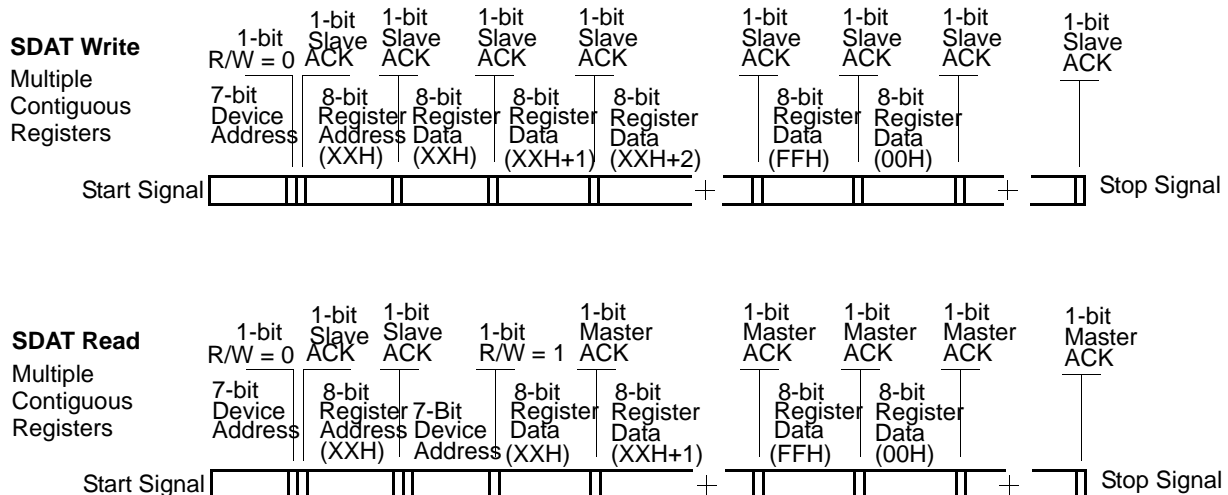 SDAT Write
Multiple
Contiguous
Registers
1-bit
R/W = 0
1-bit
Slave
ACK
1-bit
Slave
ACK
1-bit
Slave
ACK
1-bit
Slave
ACK
1-bit
Slave
ACK
1-bit
Slave
ACK
1-bit
Slave
ACK
1-bit
Slave
ACK
7-bit
Device
Address
8-bit
Register
Address
(XXH)
8-bit
Register
Data
(XXH)
8-bit
Register
Data
(XXH+1)
8-bit
Register
Data
(XXH+2)
8-bit
Register
Data
(FFH)
8-bit
Register
Data
(00H)
Start Signal
Stop Signal
SDAT Read
Multiple
Contiguous
Registers
1-bit
R/W = 0
1-bit
Slave
ACK
1-bit
Slave
ACK
1-bit
R/W = 1
1-bit
Master
ACK
1-bit
Master
ACK
1-bit
Master
ACK
1-bit
Master
ACK
1-bit
Master
ACK
7-bit
Device
Address
8-bit
Register
Address
(XXH)
7-Bit
Device
Address
8-bit
Register
Data
(XXH)
8-bit
Register
Data
(XXH+1)
8-bit
Register
Data
(FFH)
8-bit
Register
Data
(00H)
Start Signal
Stop Signal